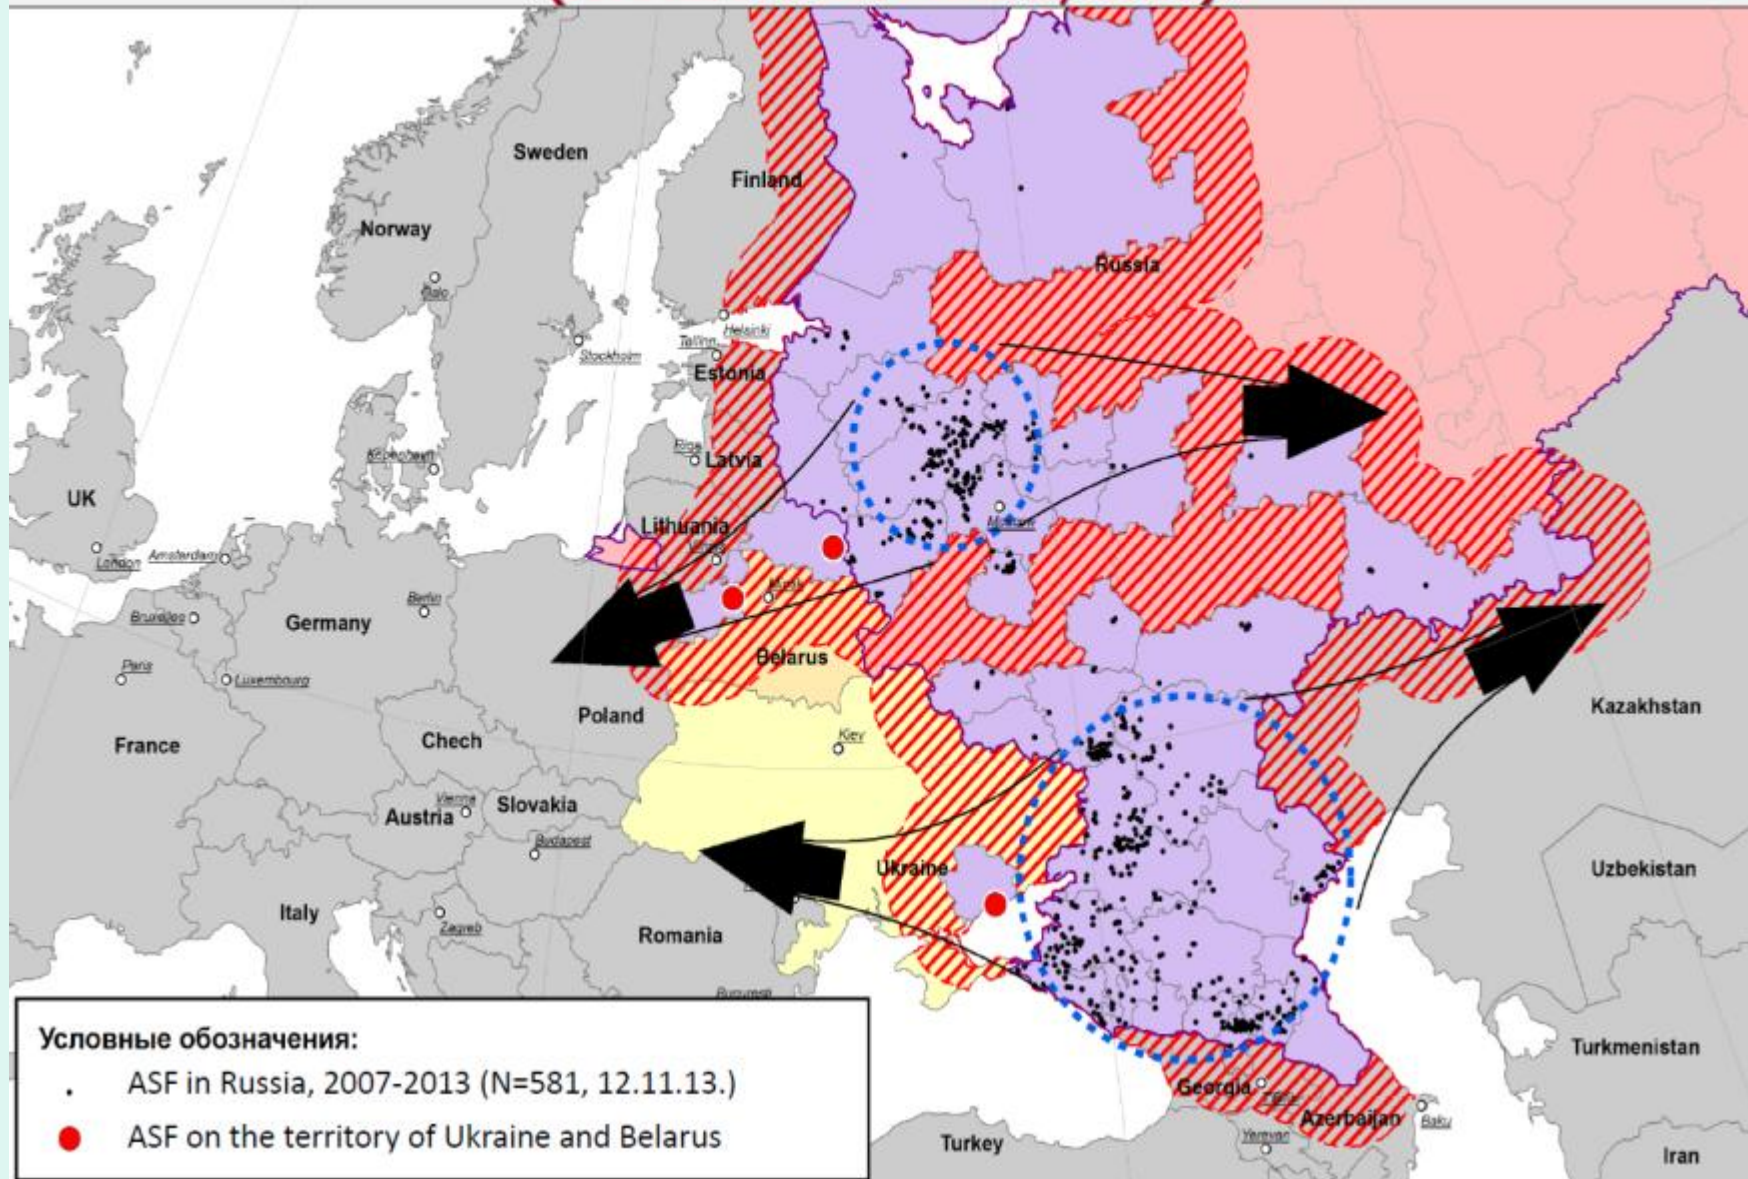 Sweden
Finland
Norway
Russia
Oslo
Helsinki
Tallinn
Stockholm
Estonia
Riga
Latvia
UK
Lithuania
Moscow
London
Amsterdam
Minsk
Berlin
Bruxelles
Germany
Belarus
Paris
Luxembourg
Kazakhstan
Poland
France
Chech
Kiev
Vienna
Slovakia
Austria
Budapest
Ukraine
Uzbekistan
Italy
Zagreb
Romania
Условные обозначения:
. ASF in Russia, 2007-2013 (N=581, 12.11.13.)
ASF on the territory of Ukraine and Belarus
Turkmenistan
Georgia
Azerbaijan
Baku
Turkey
Yerevan
Iran